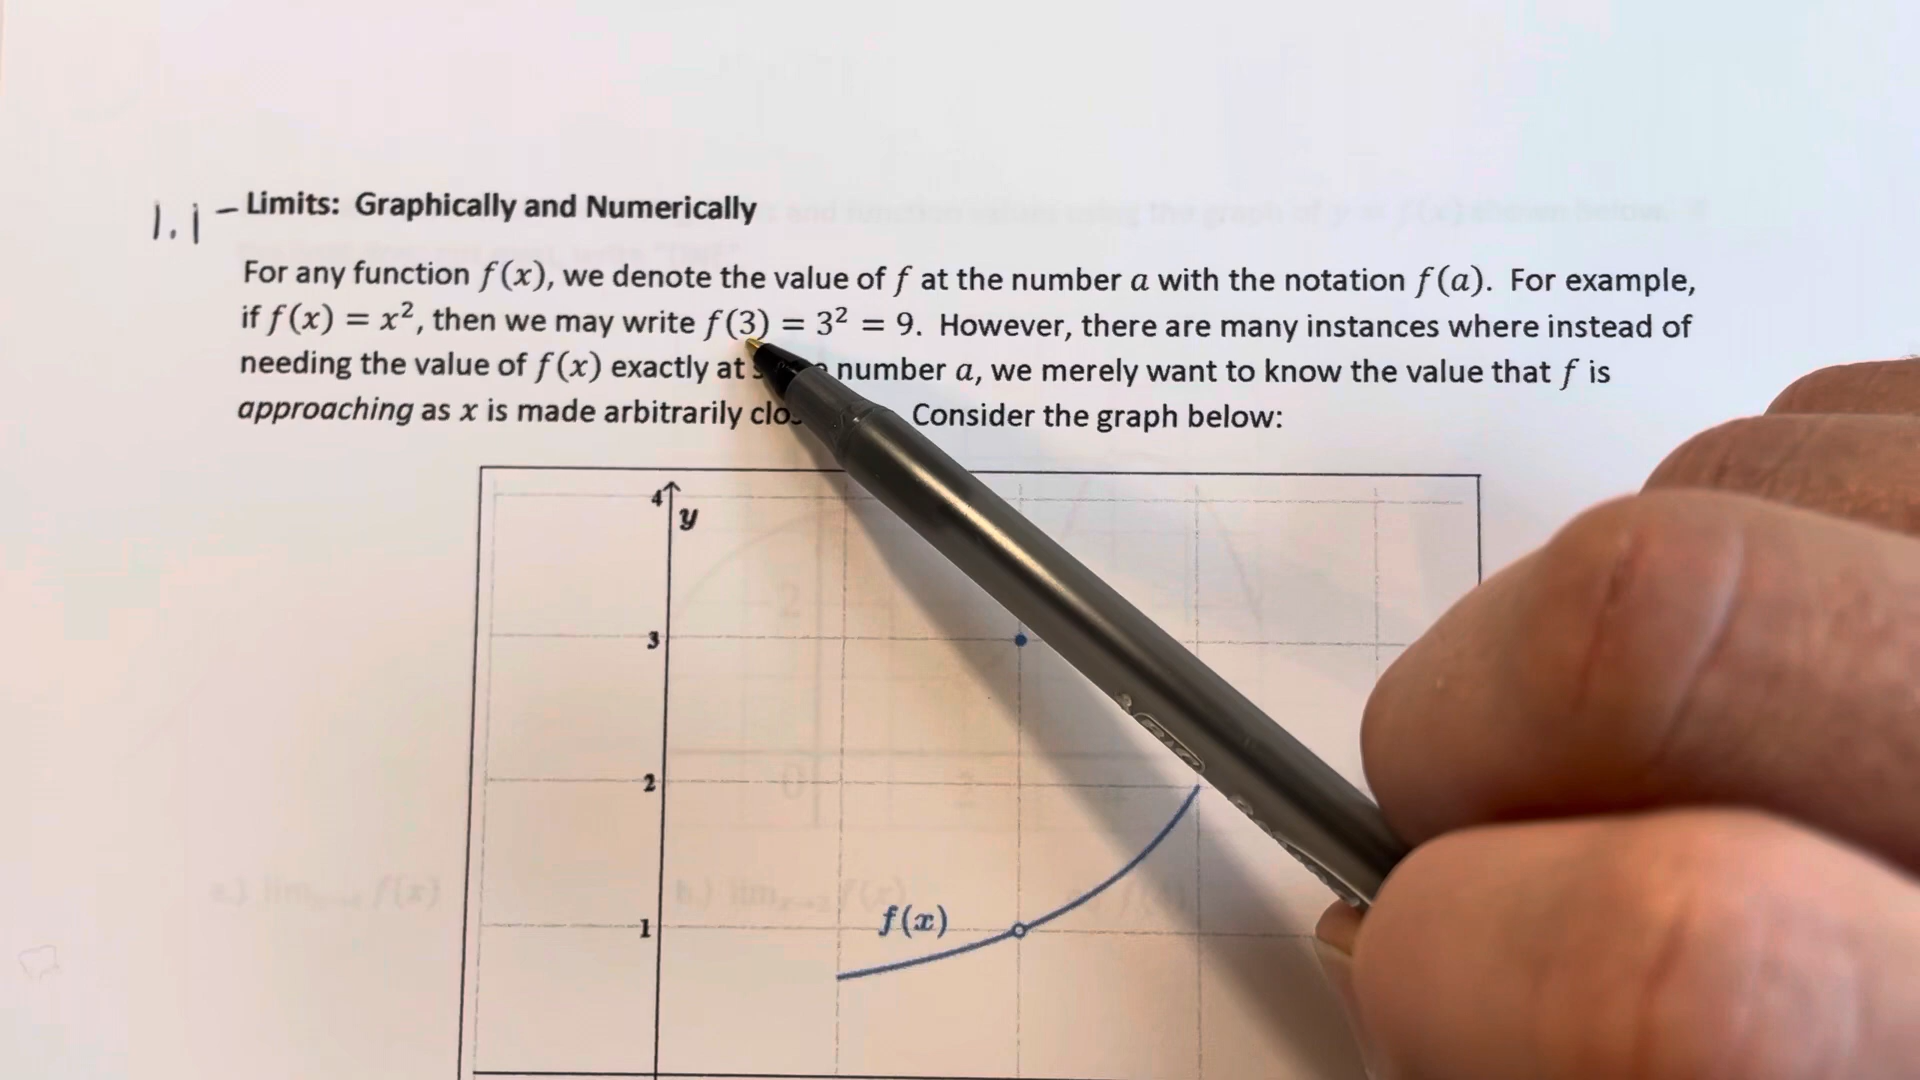 1.1 – Limits: Graphically and Numerically
For any function f(x), we denote the value of f at the number a with the notation f(a). For example,
if f(x) = x², then we may write f(3) = 3² = 9. However, there are many instances where instead of
needing the value of f(x) exactly at number a, we merely want to know the value that f is
approaching as x is made arbitrarily Consider the graph below:
4
y
3
2
f(x)
1